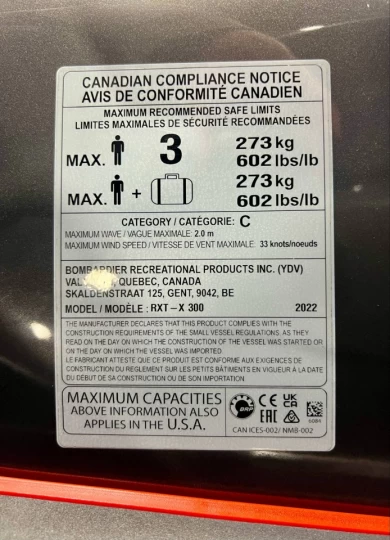 CANADIAN COMPLIANCE NOTICE
AVIS DE CONFORMITÉ CANADIEN
MAXIMUM RECOMMENDED SAFE LIMITS
LIMITES MAXIMALES DE SÉCURITÉ RECOMMANDÉES
MAX. 3 273 kg
602 lbs/lb
MAX. + 273 kg
602 lbs/lb
CATEGORY / CATÉGORIE: C
MAXIMUM WAVE / VAGUE MAXIMALE: 2.0 m
MAXIMUM WIND SPEED / VITESSE DE VENT MAXIMALE: 33 knots/noeuds
BOMBARDIER RECREATIONAL PRODUCTS INC. (YDV)
QUEBEC, CANADA
SKALDENSTRAAT 125, GENT, 9042, BE
MODEL / MODÈLE : RXT – X 300 2022
THE MANUFACTURER DECLARES THAT THIS PRODUCT COMPLIES WITH THE
CONSTRUCTION REQUIREMENTS OF THE SMALL VESSEL REGULATIONS, AS THEY
READ ON THE DAY ON WHICH THE CONSTRUCTION OF THE VESSEL WAS STARTED OR
ON THE DAY ON WHICH THE VESSEL WAS IMPORTED
LE FABRICANT ATTESTE QUE CE PRODUIT EST CONFORME AUX EXIGENCES DE
CONSTRUCTION DU RÈGLEMENT SUR LES PETITS BÂTIMENTS EN VIGUEUR À LA DATE
DU DÉBUT DE SA CONSTRUCTION OU DE SON IMPORTATION
MAXIMUM CAPACITIES
ABOVE INFORMATION ALSO
APPLIES IN THE U.S.A.
BRP CE UK CA
EAC
CAN ICES-002/ NMB-002